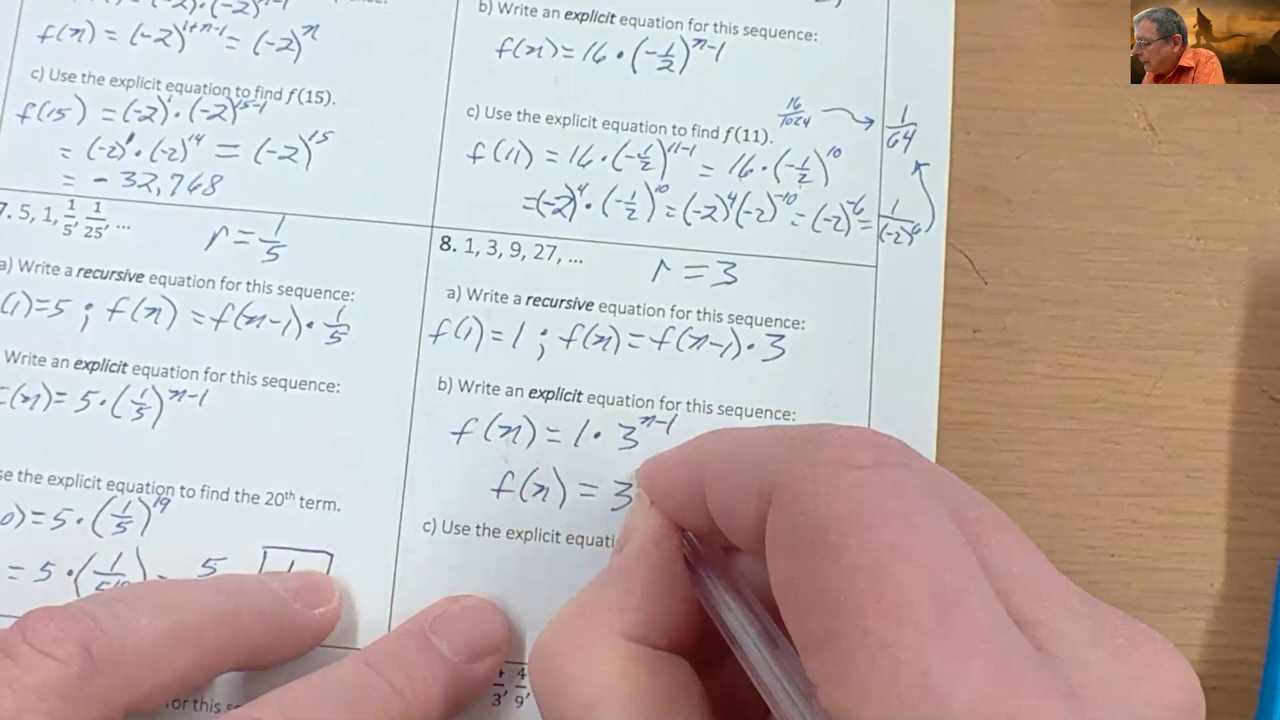 f(n) = (-2)^{1+n-1} = (-2)^n
c) Use the explicit equation to find f(15).
f(15) = (-2)^1 · (-2)^{15-1}
= (-2)^1 · (-2)^{14} = (-2)^{15}
= -32,768
b) Write an explicit equation for this sequence:
f(n) = 16 · (-1/2)^{n-1}
c) Use the explicit equation to find f(11).
16/1024 → 1/64
f(11) = 16 · (-1/2)^{11-1} = 16 · (-1/2)^{10}
= (-2)^4 · (-1/2)^{10} = (-2)^4 (-2)^{-10} = (-2)^{-6} = 1/(-2)^6
7. 5, 1, 1/5, 1/25, ...
r = 1/5
a) Write a recursive equation for this sequence:
(1) = 5 ; f(n) = f(n-1) · 1/5
Write an explicit equation for this sequence:
f(n) = 5 · (1/5)^{n-1}
se the explicit equation to find the 20th term.
0) = 5 · (1/5)^{19}
8. 1, 3, 9, 27, ...
r = 3
a) Write a recursive equation for this sequence:
f(1) = 1 ; f(n) = f(n-1) · 3
b) Write an explicit equation for this sequence:
f(n) = 1 · 3^{n-1}
f(n) = 3
c) Use the explicit equati
or this s
4/9,